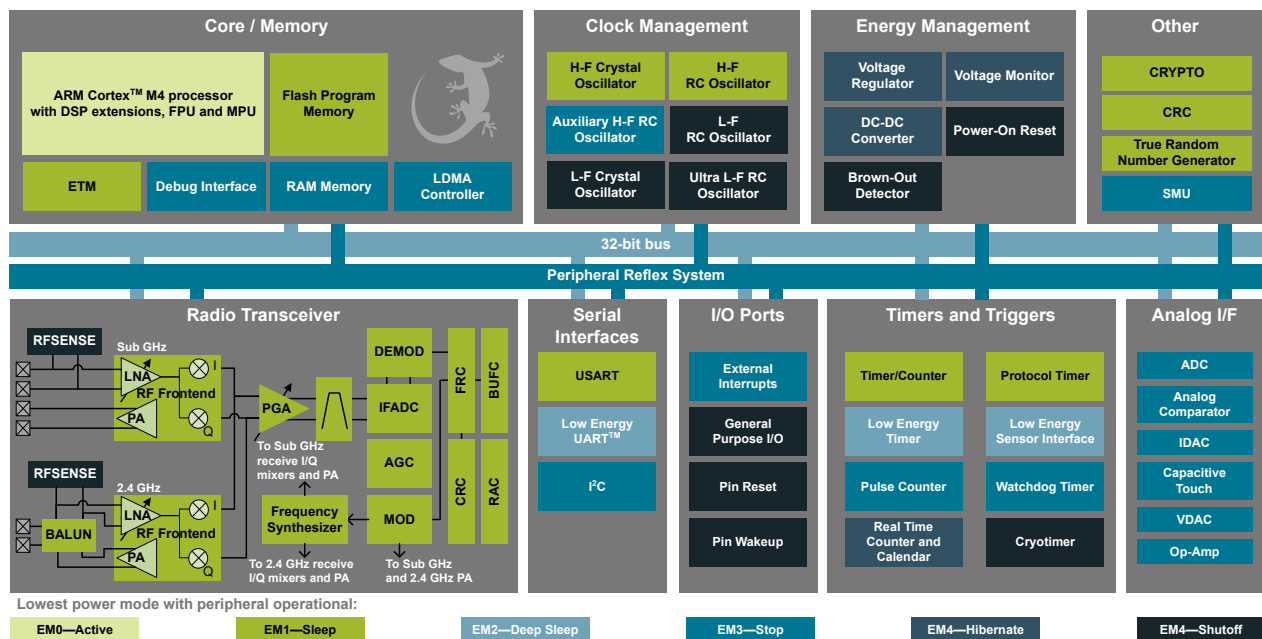 Core / Memory
ARM Cortex™ M4 processor
with DSP extensions, FPU and MPU
Flash Program
Memory
ETM
Debug Interface
RAM Memory
LDMA
Controller
Clock Management
H-F Crystal
Oscillator
H-F
RC Oscillator
Auxiliary H-F RC
Oscillator
L-F
RC Oscillator
L-F Crystal
Oscillator
Ultra L-F RC
Oscillator
Energy Management
Voltage
Regulator
Voltage Monitor
DC-DC
Converter
Power-On Reset
Brown-Out
Detector
Other
CRYPTO
CRC
True Random
Number Generator
SMU
32-bit bus
Peripheral Reflex System
Radio Transceiver
RFSENSE
Sub GHz
LNA
RF Frontend
PA
I
Q
PGA
To Sub GHz
receive I/Q
mixers and PA
DEMOD
IFADC
AGC
MOD
FRC
BUFC
CRC
RAC
RFSENSE
2.4 GHz
LNA
RF Frontend
BALUN
PA
I
Q
Frequency
Synthesizer
To 2.4 GHz receive
I/Q mixers and PA
To Sub GHz
and 2.4 GHz PA
Serial
Interfaces
USART
Low Energy
UART™
I²C
I/O Ports
External
Interrupts
General
Purpose I/O
Pin Reset
Pin Wakeup
Timers and Triggers
Timer/Counter
Protocol Timer
Low Energy
Timer
Low Energy
Sensor Interface
Pulse Counter
Watchdog Timer
Real Time
Counter and
Calendar
Cryotimer
Analog I/F
ADC
Analog
Comparator
IDAC
Capacitive
Touch
VDAC
Op-Amp
Lowest power mode with peripheral operational:
EM0—Active
EM1—Sleep
EM2—Deep Sleep
EM3—Stop
EM4—Hibernate
EM4—Shutoff